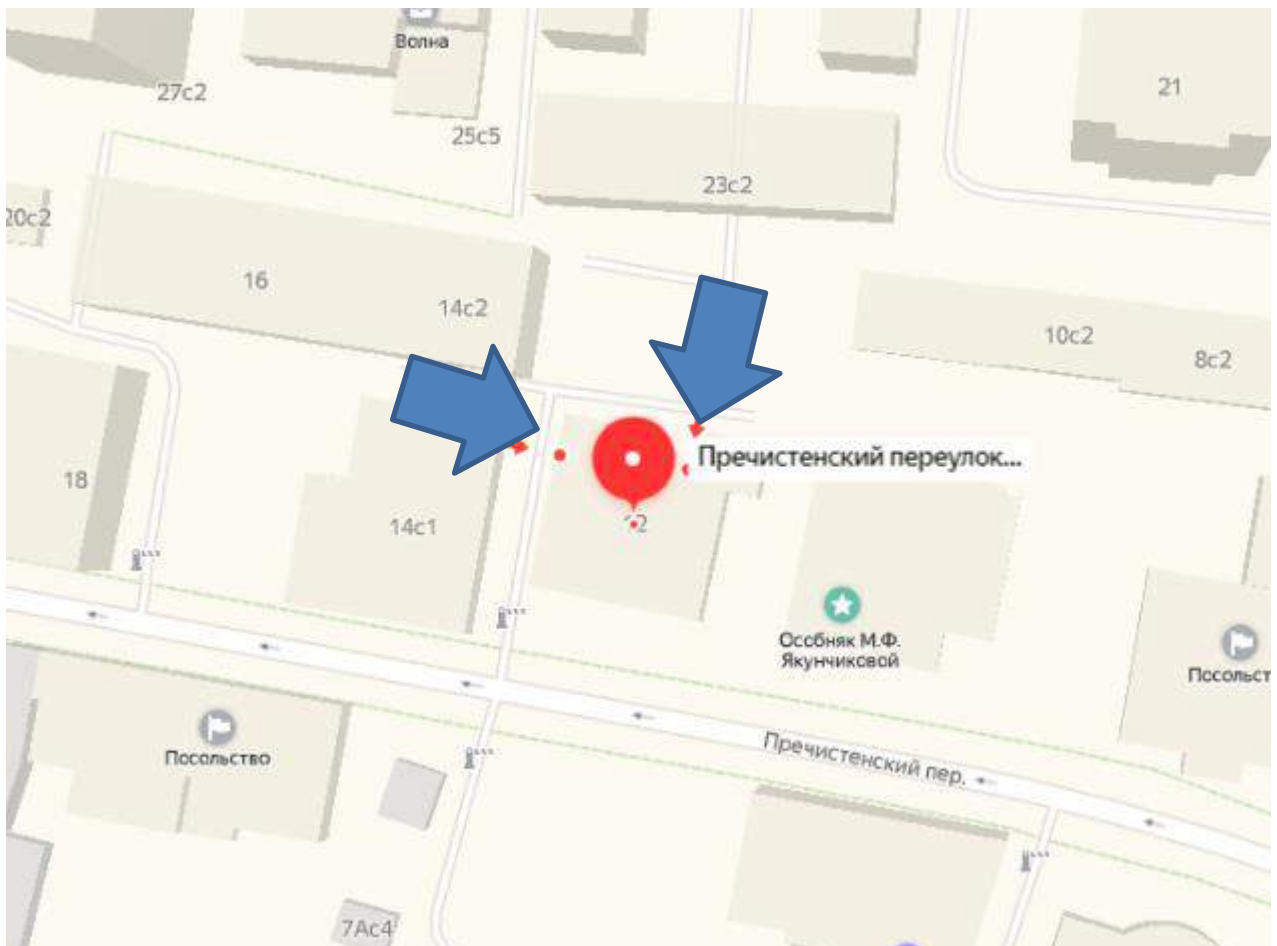 Волна
21
27с2
25с5
23с2
20с2
16
14с2
10с2
8с2
Пречистенский переулок...
18
14с1
Особняк М.Ф.
Якунчиковой
Посольст
Посольство
Пречистенский пер.
7Ас4